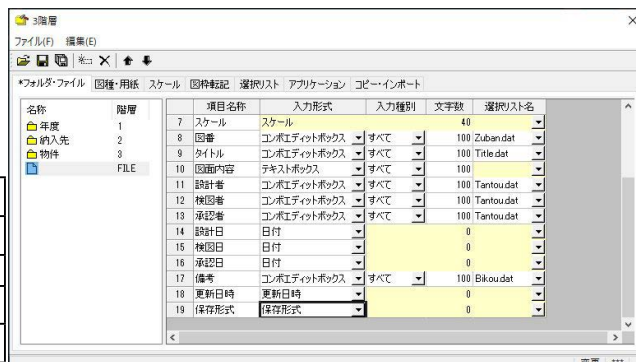 3階層
ファイル(F) 編集(E)
*フォルダ・ファイル 図種・用紙 スケール 図枠転記 選択リスト アプリケーション コピー・インポート
名称 階層
年度 1
納入先 2
物件 3
FILE
項目名称 入力形式 入力種別 文字数 選択リスト名
7 スケール スケール 40
8 図番 コンボエディットボックス すべて 100 Zuban.dat
9 タイトル コンボエディットボックス すべて 100 Title.dat
10 図面内容 テキストボックス すべて 100
11 設計者 コンボエディットボックス すべて 100 Tantou.dat
12 検図者 コンボエディットボックス すべて 100 Tantou.dat
13 承認者 コンボエディットボックス すべて 100 Tantou.dat
14 設計日 日付 0
15 検図日 日付 0
16 承認日 日付 0
17 備考 コンボエディットボックス すべて 100 Bikou.dat
18 更新日時 更新日時 0
19 保存形式 保存形式 0
変更 ***